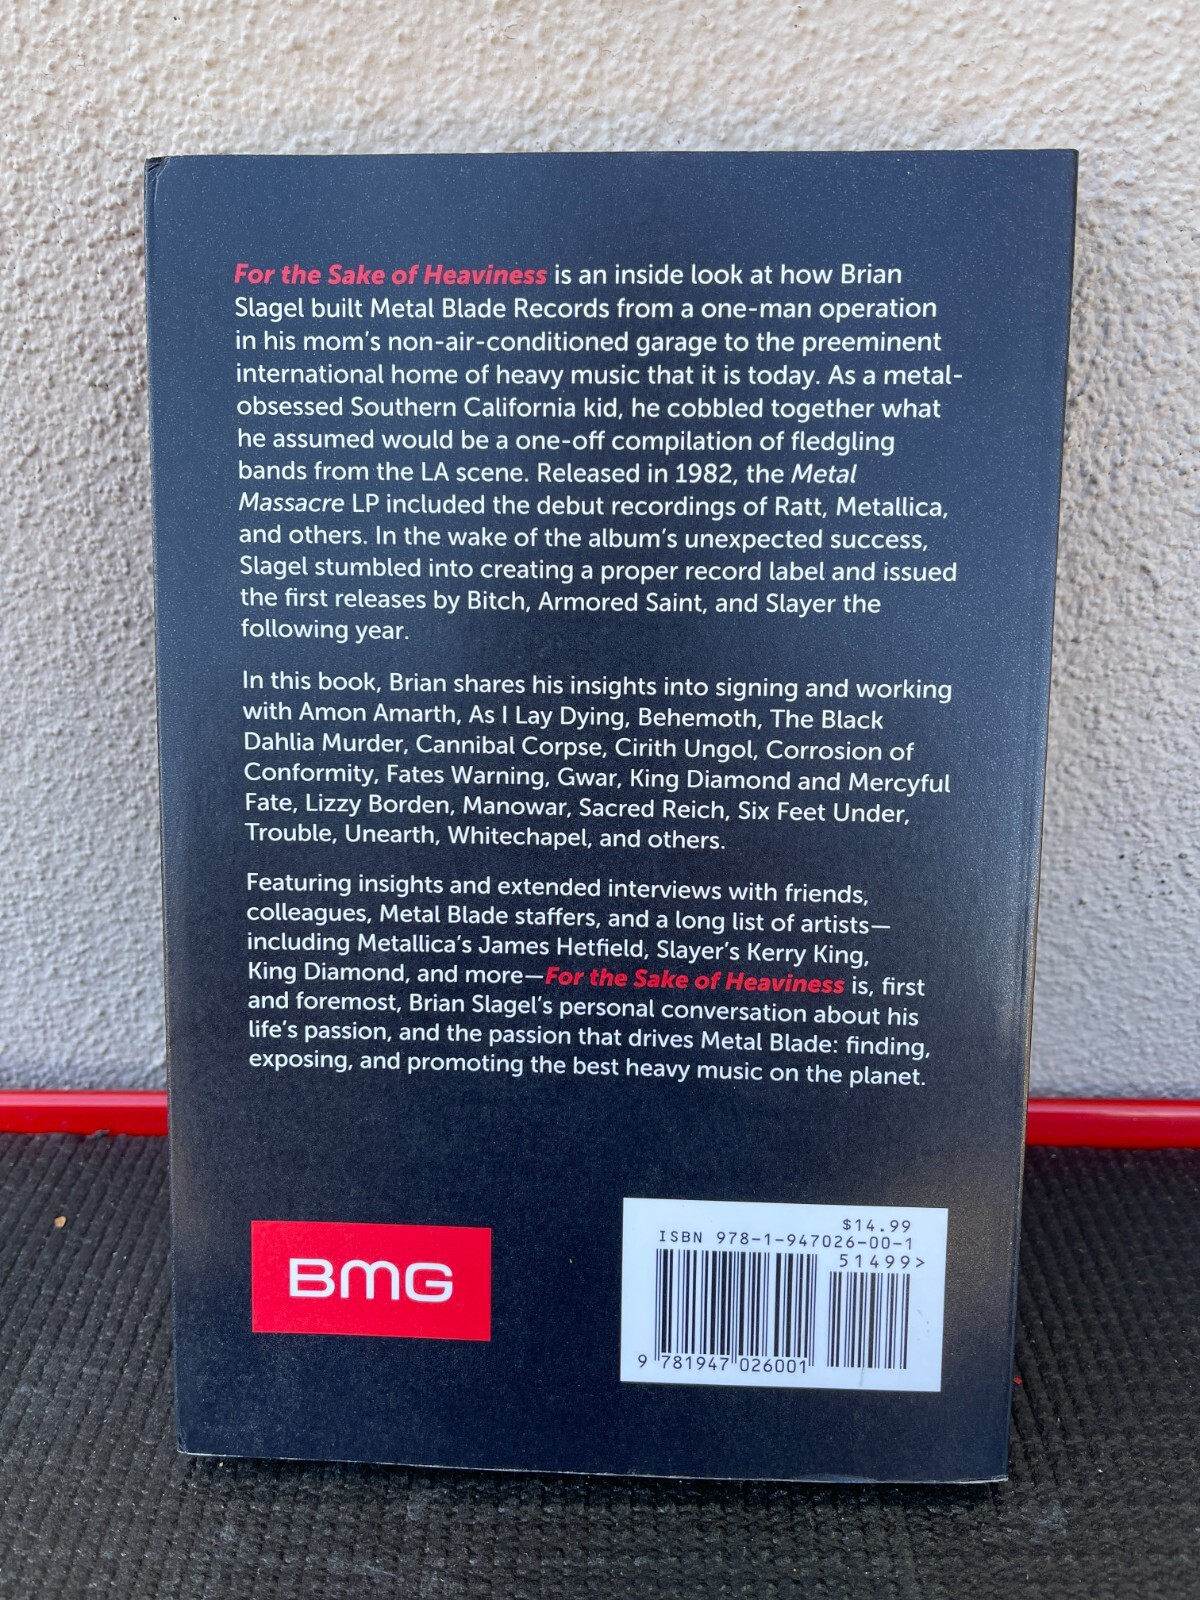 For the Sake of Heaviness is an inside look at how Brian
Slagel built Metal Blade Records from a one-man operation
in his mom's non-air-conditioned garage to the preeminent
international home of heavy music that it is today. As a metal-
obsessed Southern California kid, he cobbled together what
he assumed would be a one-off compilation of fledgling
bands from the LA scene. Released in 1982, the Metal
Massacre LP included the debut recordings of Ratt, Metallica,
and others. In the wake of the album's unexpected success,
Slagel stumbled into creating a proper record label and issued
the first releases by Bitch, Armored Saint, and Slayer the
following year.
In this book, Brian shares his insights into signing and working
with Amon Amarth, As I Lay Dying, Behemoth, The Black
Dahlia Murder, Cannibal Corpse, Cirith Ungol, Corrosion of
Conformity, Fates Warning, Gwar, King Diamond and Mercyful
Fate, Lizzy Borden, Manowar, Sacred Reich, Six Feet Under,
Trouble, Unearth, Whitechapel, and others.
Featuring insights and extended interviews with friends,
colleagues, Metal Blade staffers, and a long list of artists—
including Metallica's James Hetfield, Slayer's Kerry King,
King Diamond, and more—For the Sake of Heaviness is, first
and foremost, Brian Slagel's personal conversation about his
life's passion, and the passion that drives Metal Blade: finding,
exposing, and promoting the best heavy music on the planet.
BMG
$14.99
ISBN 978-1-947026-00-1
51499>
9 781947 026001